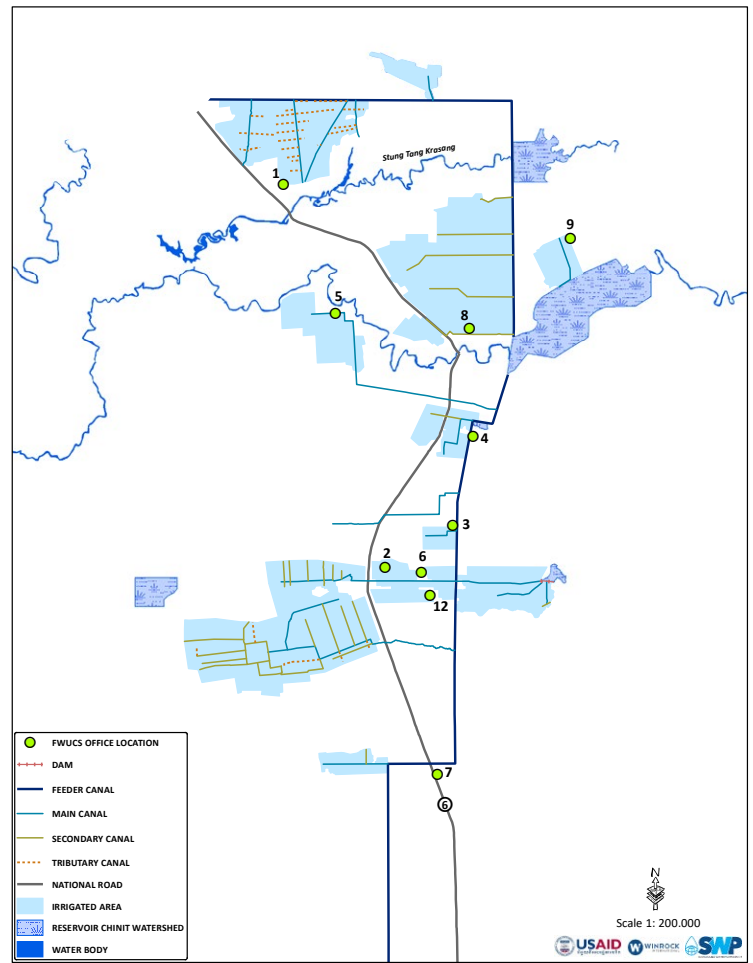 Stung Tang Krasang
1
9
5
8
4
3
2
6
12
7
6
FWUCS OFFICE LOCATION
DAM
FEEDER CANAL
MAIN CANAL
SECONDARY CANAL
TRIBUTARY CANAL
NATIONAL ROAD
IRRIGATED AREA
RESERVOIR CHINIT WATERSHED
WATER BODY
N
Scale 1: 200.000
USAID
WINROCK
INTERNATIONAL
SWP